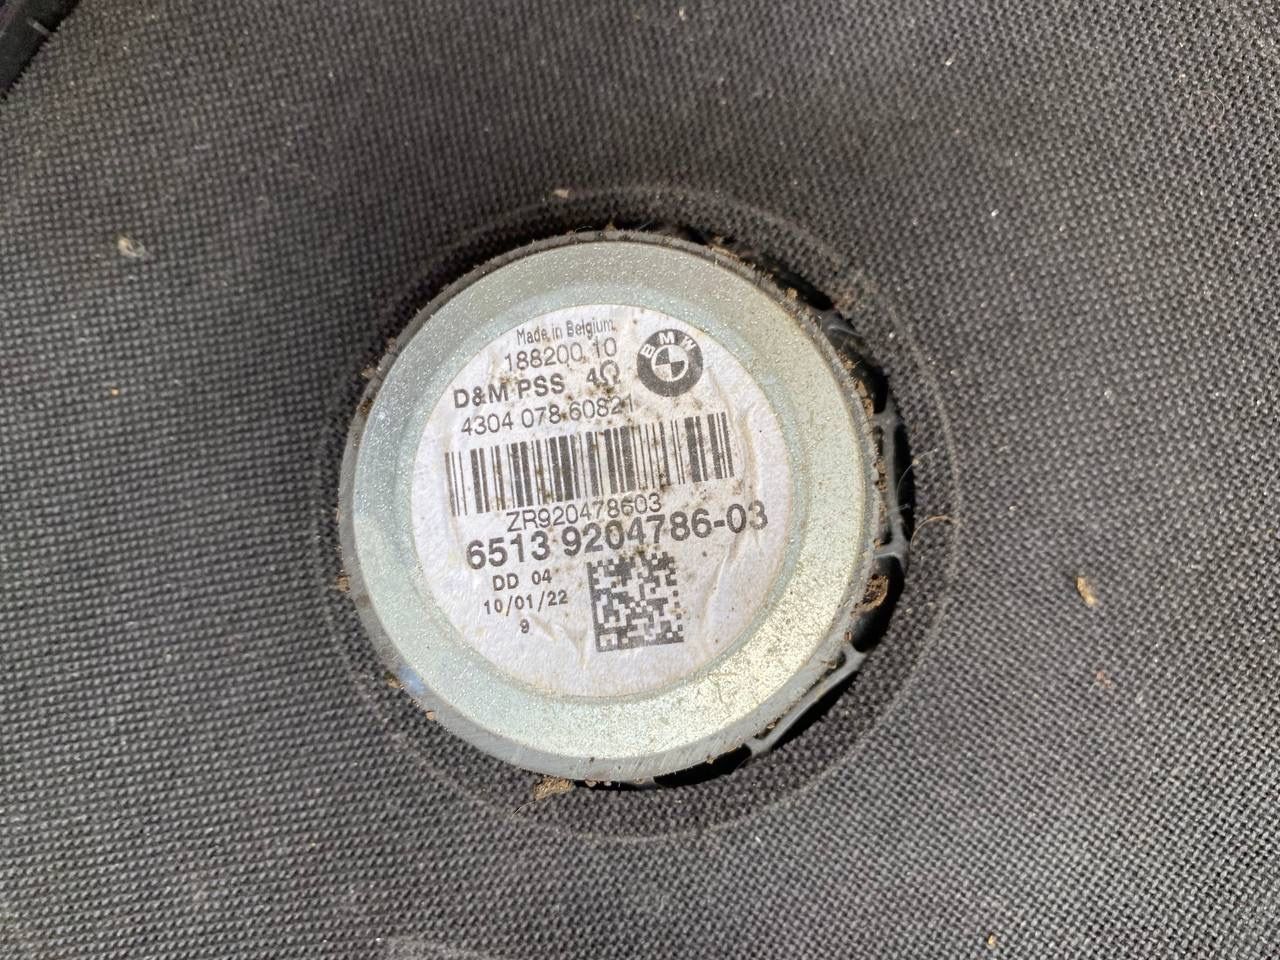 Made in Belgium
188200 10
BMW
D&M PSS 4Ω
4304 078 60821
ZR920478603
6513 9204786-03
DD 04
10/01/22
9